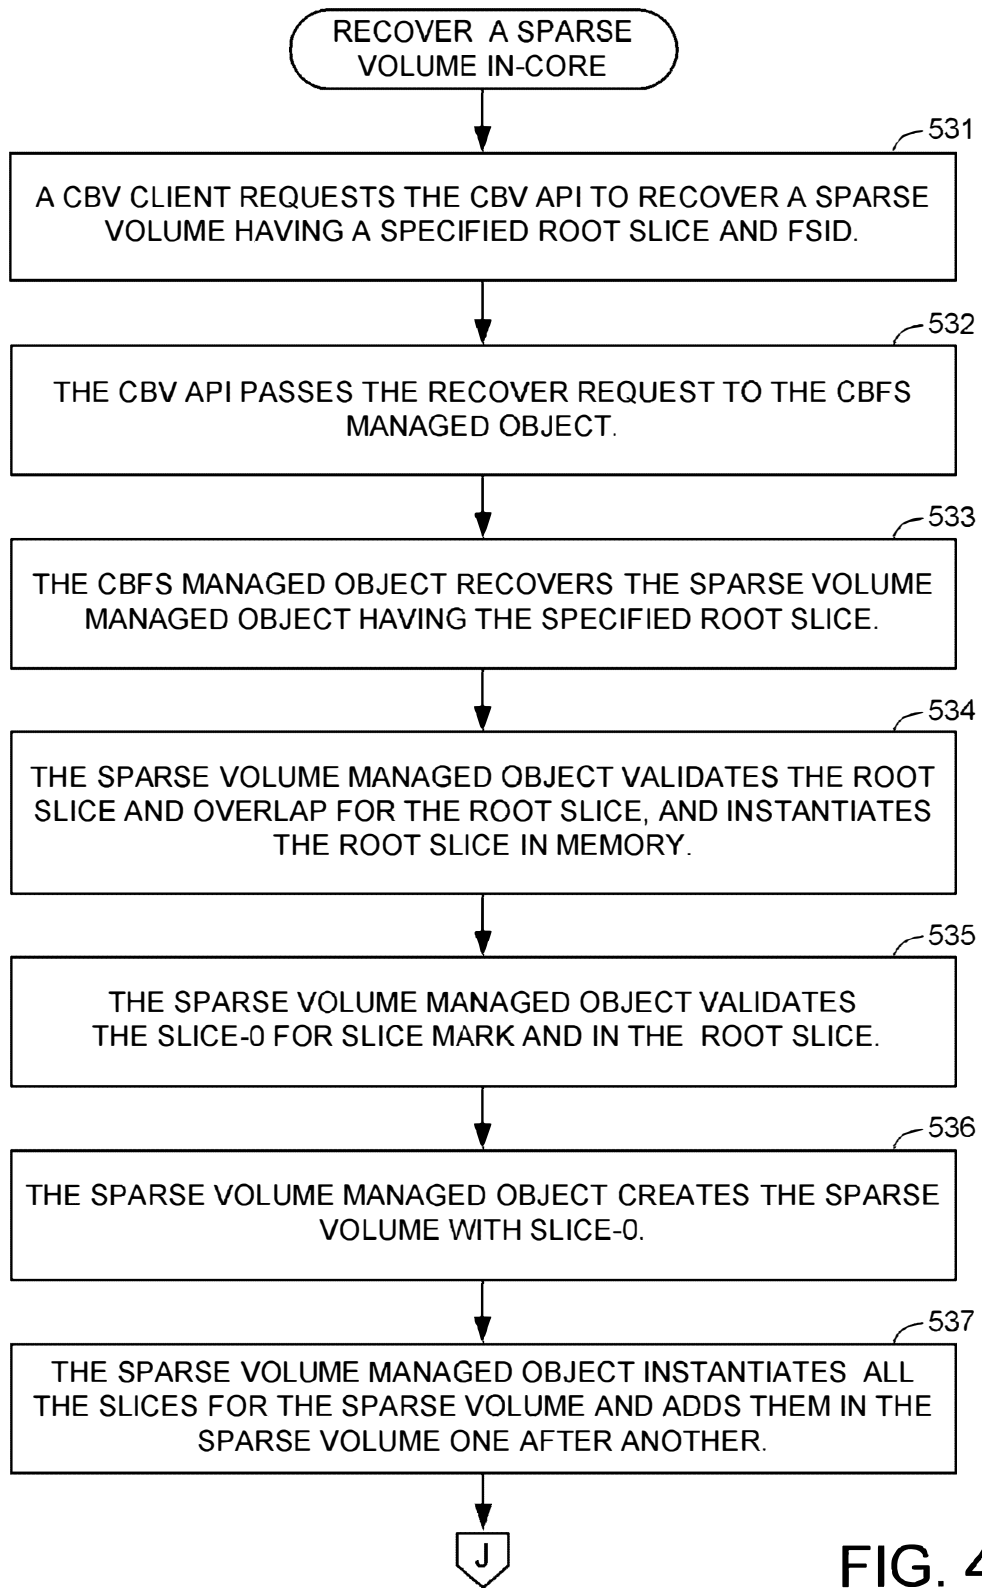 RECOVER A SPARSE
VOLUME IN-CORE
531
A CBV CLIENT REQUESTS THE CBV API TO RECOVER A SPARSE
VOLUME HAVING A SPECIFIED ROOT SLICE AND FSID.
532
THE CBV API PASSES THE RECOVER REQUEST TO THE CBFS
MANAGED OBJECT.
533
THE CBFS MANAGED OBJECT RECOVERS THE SPARSE VOLUME
MANAGED OBJECT HAVING THE SPECIFIED ROOT SLICE.
534
THE SPARSE VOLUME MANAGED OBJECT VALIDATES THE ROOT
SLICE AND OVERLAP FOR THE ROOT SLICE, AND INSTANTIATES
THE ROOT SLICE IN MEMORY.
535
THE SPARSE VOLUME MANAGED OBJECT VALIDATES
THE SLICE-0 FOR SLICE MARK AND IN THE ROOT SLICE.
536
THE SPARSE VOLUME MANAGED OBJECT CREATES THE SPARSE
VOLUME WITH SLICE-0.
537
THE SPARSE VOLUME MANAGED OBJECT INSTANTIATES ALL
THE SLICES FOR THE SPARSE VOLUME AND ADDS THEM IN THE
SPARSE VOLUME ONE AFTER ANOTHER.
J
FIG. 4